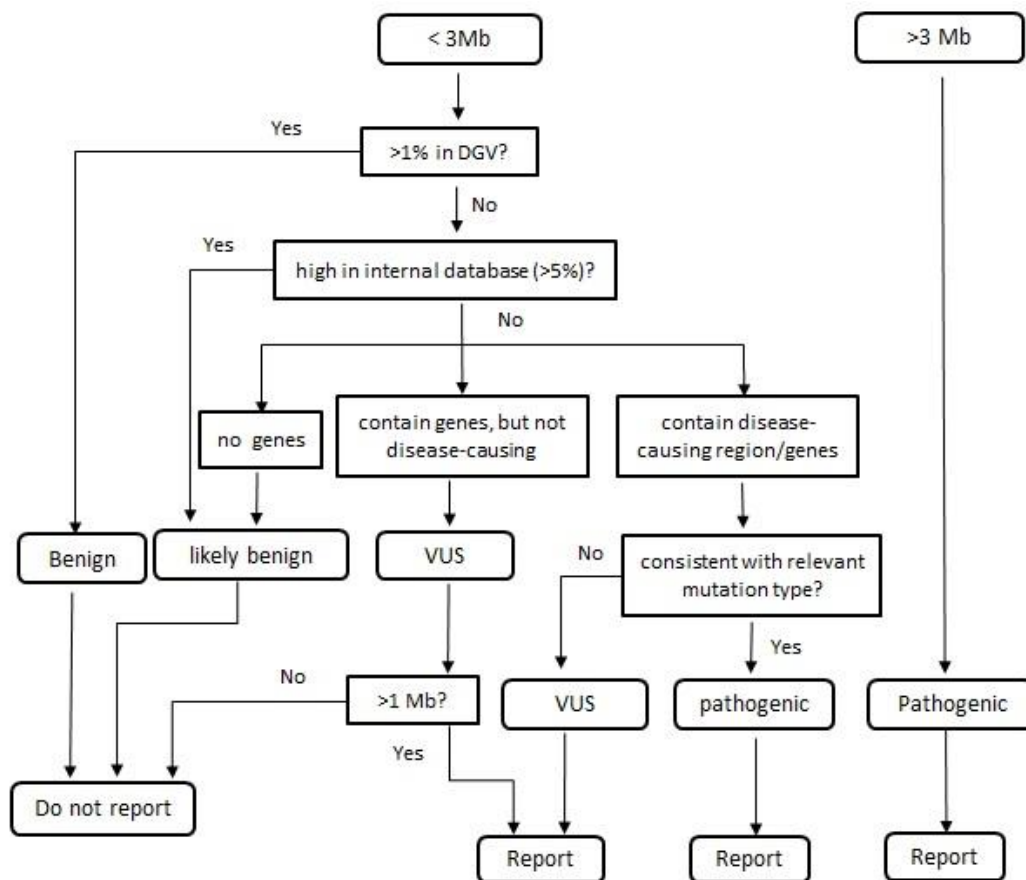 < 3Mb
>3 Mb
Yes
>1% in DGV?
No
Yes
high in internal database (>5%)?
No
no genes
contain genes, but not
disease-causing
contain disease-
causing region/genes
Benign
likely benign
VUS
No
consistent with relevant
mutation type?
Yes
No
>1 Mb?
VUS
pathogenic
Pathogenic
Yes
Do not report
Report
Report
Report